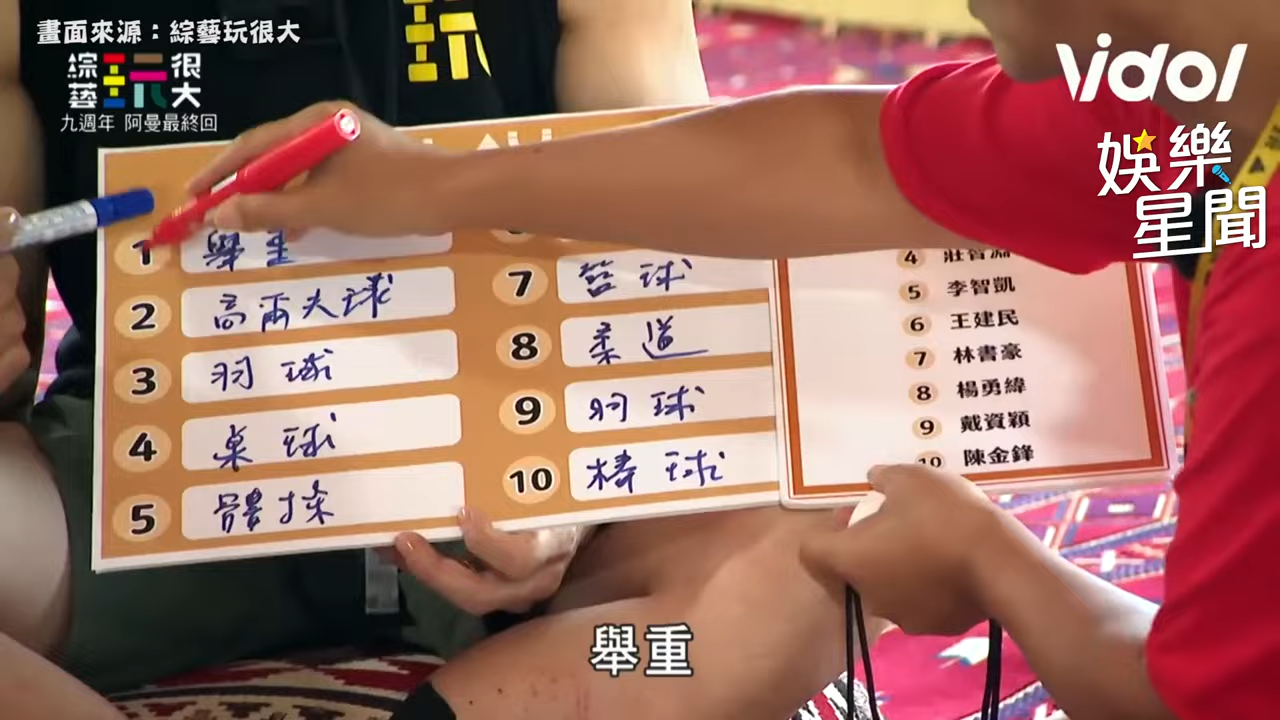 畫面來源：綜藝玩很大
綜藝玩很大
九週年 阿曼最終回
Vidol
娛樂星聞
玩
1 舉重
2 高爾夫球
3 羽球
4 桌球
5 體操
7 籃球
8 柔道
9 羽球
10 棒球
4 莊智淵
5 李智凱
6 王建民
7 林書豪
8 楊勇緯
9 戴資穎
10 陳金鋒
舉重